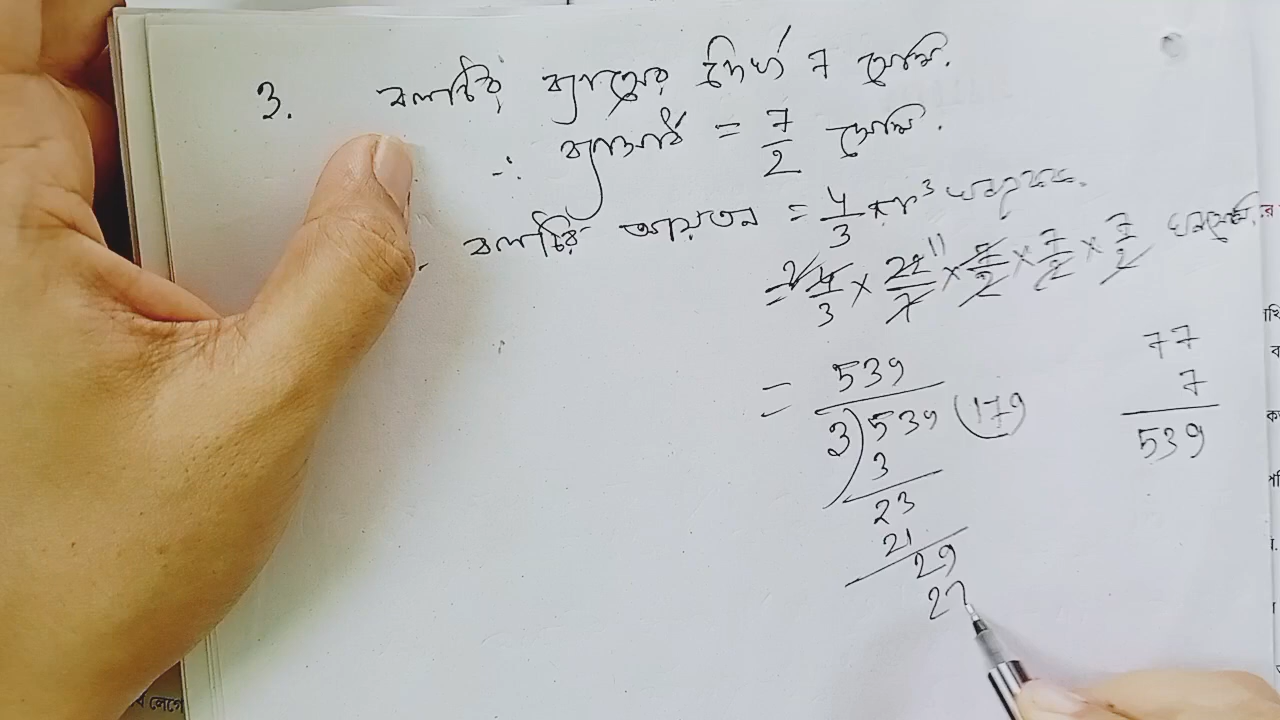 3. বলটির ব্যাসের দৈর্ঘ্য 7 সেমি.
∴ ব্যাসার্ধ = 7/2 সেমি.
∴ বলটির আয়তন = 4/3 πr³ ঘনএকক.
= 2 4/3 × 22 11/7 × 7/2 × 7/2 × 7/2 ঘনসেমি.
77
7
539
= 539
3)539(179
3
23
21
29
27
র্ব লেগে